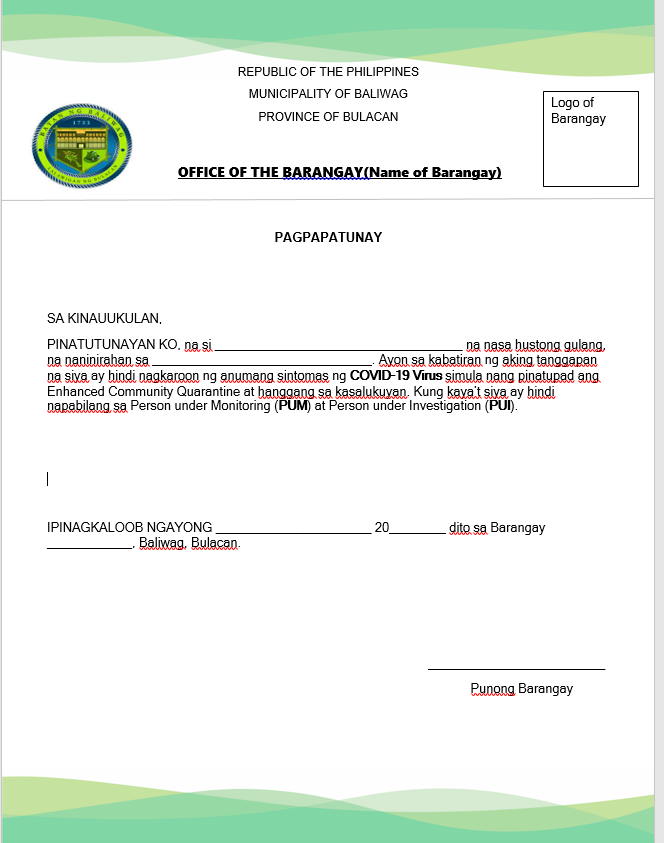 REPUBLIC OF THE PHILIPPINES
MUNICIPALITY OF BALIWAG
PROVINCE OF BULACAN
BAYAN NG BALIWAG
1733
LALAWIGAN NG BULACAN
Logo of
Barangay
OFFICE OF THE BARANGAY(Name of Barangay)
PAGPAPATUNAY
SA KINAUUKULAN,
PINATUTUNAYAN KO, na si ______________________ na nasa hustong gulang,
na naninirahan sa ______________________. Ayon sa kabatiran ng aking tanggapan
na siya ay hindi nagkaroon ng anumang sintomas ng COVID-19 Virus simula nang pinatupad ang
Enhanced Community Quarantine at hanggang sa kasalukuyan. Kung kaya't siya ay hindi
napabilang sa Person under Monitoring (PUM) at Person under Investigation (PUI).
IPINAGKALOOB NGAYONG ______________________ 20________ dito sa Barangay
____________, Baliwag, Bulacan.
Punong Barangay